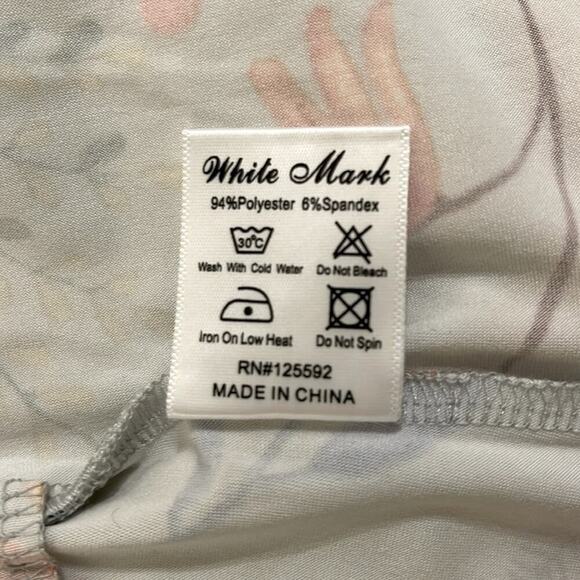 White Mark
94%Polyester 6%Spandex
30°C
Wash With Cold Water Do Not Bleach
Iron On Low Heat Do Not Spin
RN#125592
MADE IN CHINA